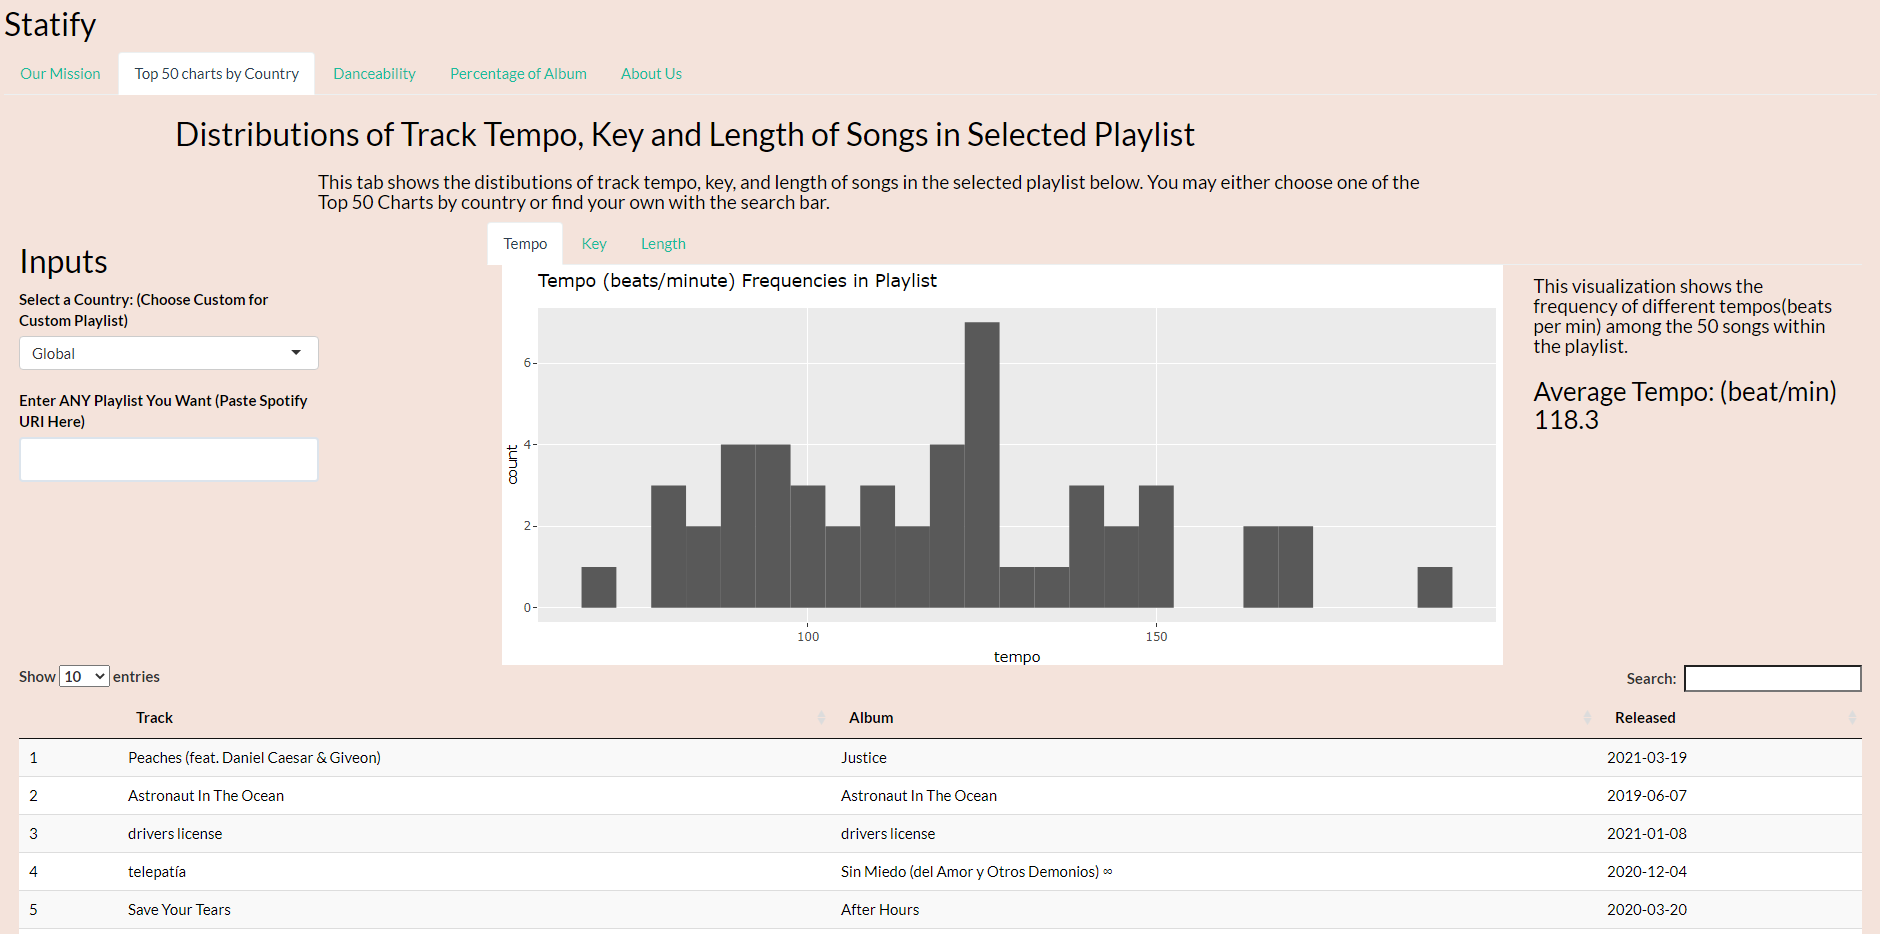 Statify
Our Mission
Top 50 charts by Country
Danceability
Percentage of Album
About Us
Distributions of Track Tempo, Key and Length of Songs in Selected Playlist
This tab shows the distibutions of track tempo, key, and length of songs in the selected playlist below. You may either choose one of the
Top 50 Charts by country or find your own with the search bar.
Inputs
Select a Country: (Choose Custom for
Custom Playlist)
Global
Enter ANY Playlist You Want (Paste Spotify
URI Here)
Tempo
Key
Length
Tempo (beats/minute) Frequencies in Playlist
count
6
4
2
0
100
150
tempo
This visualization shows the
frequency of different tempos(beats
per min) among the 50 songs within
the playlist.
Average Tempo: (beat/min)
118.3
Show 10 entries
Search:
Track Album Released
1 Peaches (feat. Daniel Caesar & Giveon) Justice 2021-03-19
2 Astronaut In The Ocean Astronaut In The Ocean 2019-06-07
3 drivers license drivers license 2021-01-08
4 telepatía Sin Miedo (del Amor y Otros Demonios) ∞ 2020-12-04
5 Save Your Tears After Hours 2020-03-20